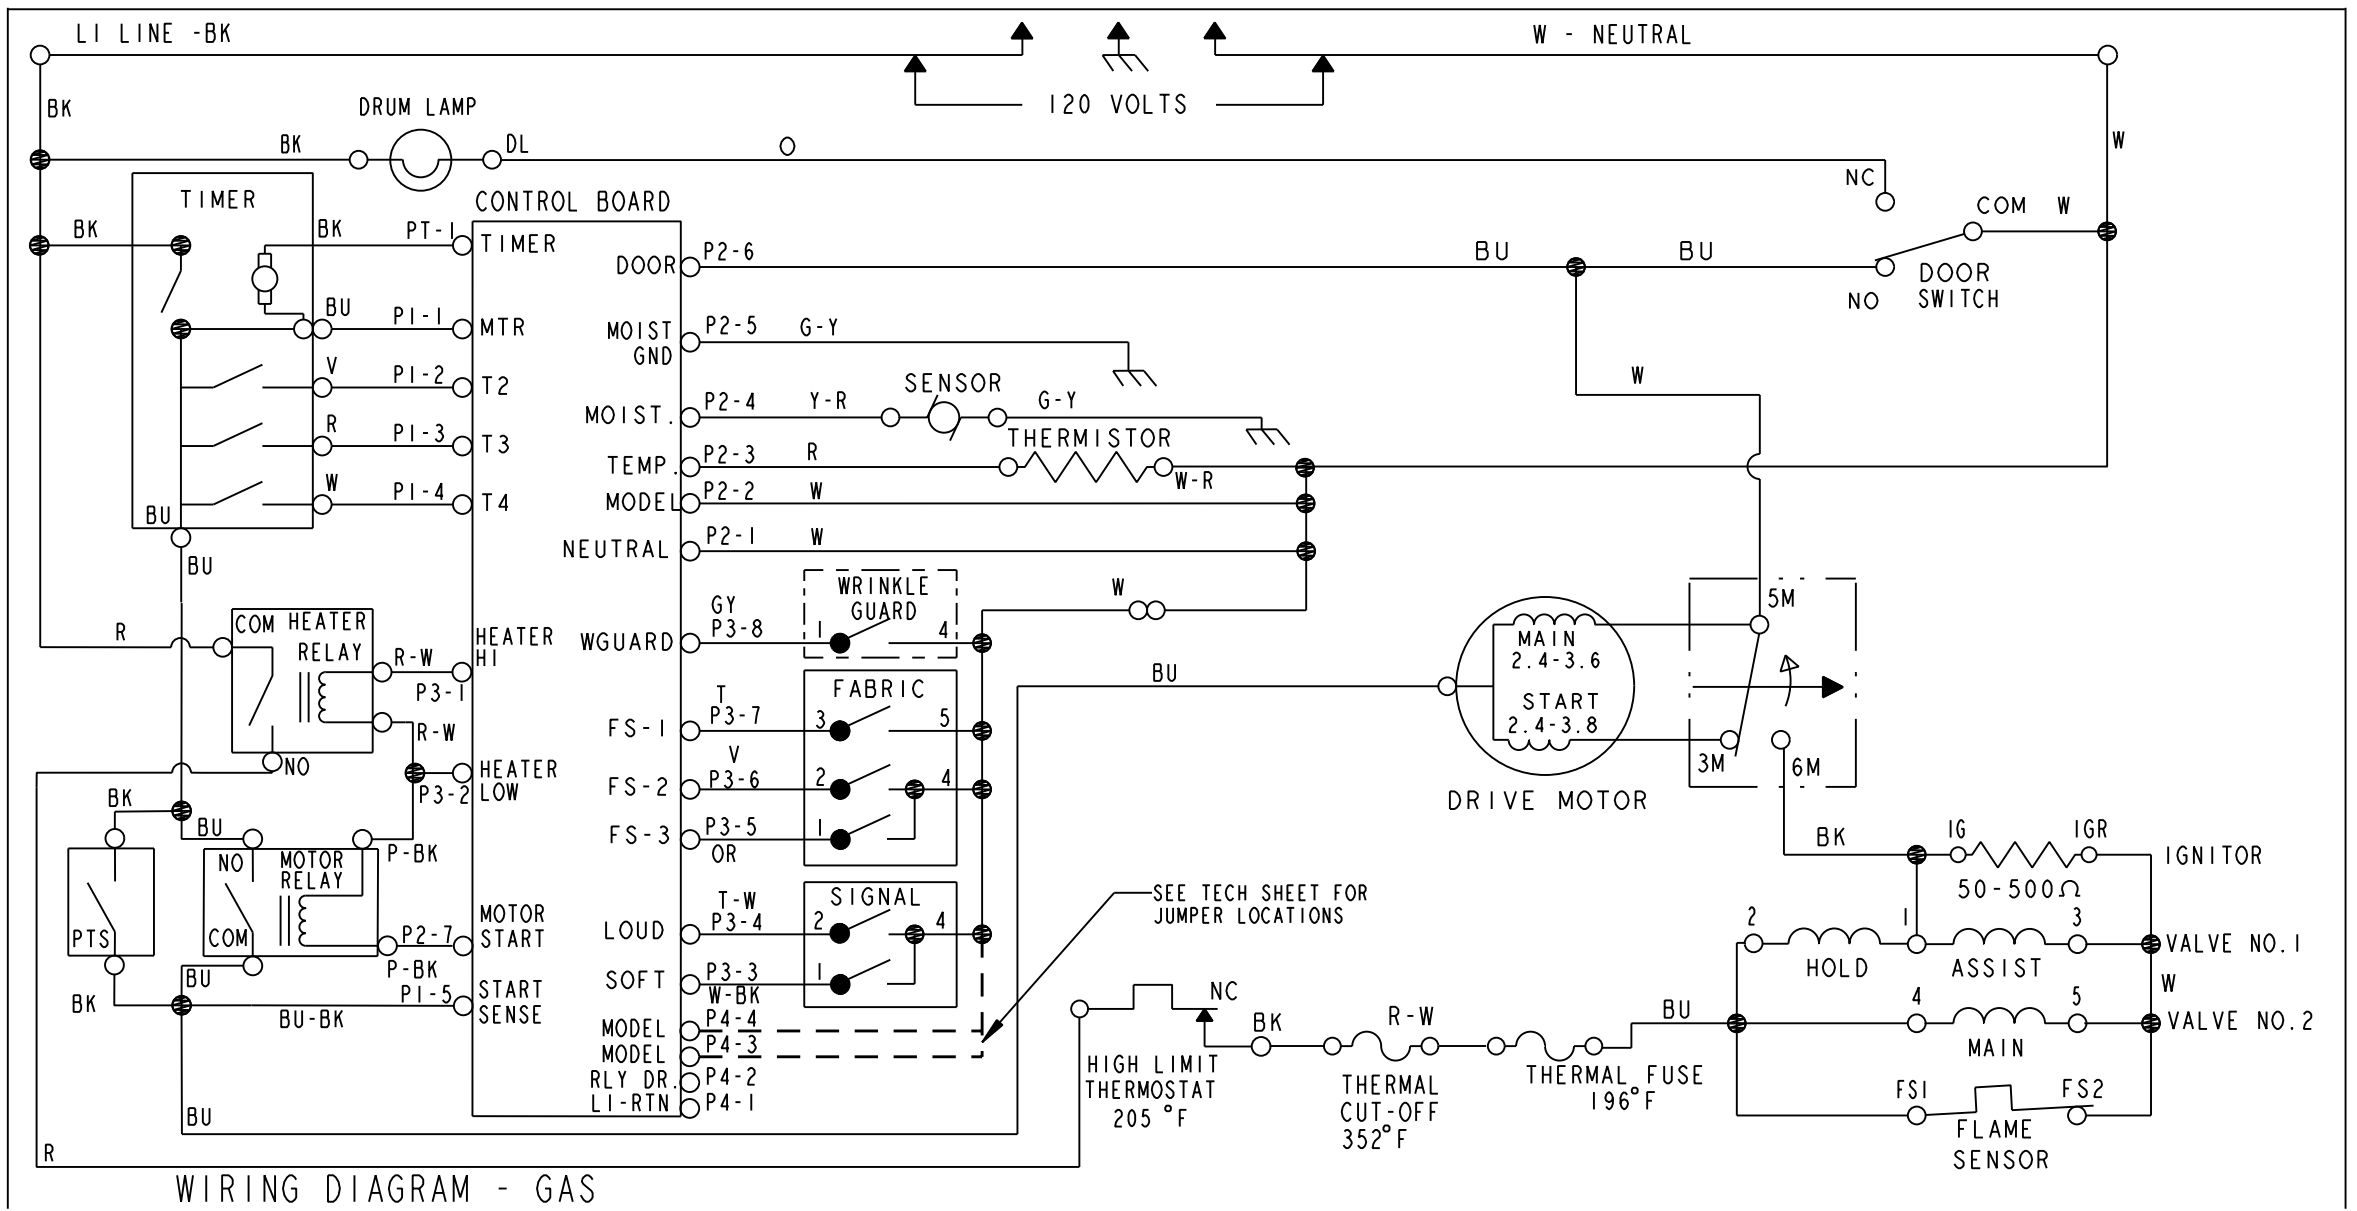 LI LINE -BK
W - NEUTRAL
120 VOLTS
BK
DRUM LAMP
BK
DL
O
W
NC
COM W
TIMER
CONTROL BOARD
BK
BK
PT-1
TIMER
DOOR
P2-6
BU
BU
DOOR
SWITCH
NO
BU
P1-1
MTR
MOIST
GND
P2-5
G-Y
V
P1-2
T2
SENSOR
W
MOIST.
P2-4
Y-R
G-Y
R
P1-3
T3
THERMISTOR
TEMP.
P2-3
R
W-R
W
P1-4
T4
MODEL
P2-2
W
BU
NEUTRAL
P2-1
W
BU
WRINKLE
GUARD
W
R
COM
HEATER
RELAY
R-W
P3-1
HEATER
HI
WGUARD
GY
P3-8
1
4
5M
MAIN
2.4-3.6
BU
FABRIC
START
2.4-3.8
T
P3-7
FS-1
3
5
R-W
NO
HEATER
LOW
P3-2
V
P3-6
FS-2
2
4
3M
6M
DRIVE MOTOR
BK
BU
FS-3
P3-5
OR
1
NO
MOTOR
RELAY
P-BK
BK
IG
IGR
IGNITOR
50-500Ω
SIGNAL
SEE TECH SHEET FOR
JUMPER LOCATIONS
PTS
COM
P2-7
P-BK
MOTOR
START
LOUD
T-W
P3-4
2
4
2
1
3
VALVE NO.1
HOLD
ASSIST
BU
SOFT
P3-3
W-BK
1
W
BK
BU-BK
P1-5
START
SENSE
NC
BK
R-W
BU
4
5
VALVE NO.2
MAIN
MODEL
P4-4
MODEL
P4-3
RLY DR.
P4-2
LI-RTN
P4-1
HIGH LIMIT
THERMOSTAT
205 °F
THERMAL
CUT-OFF
352°F
THERMAL FUSE
196°F
FS1
FS2
FLAME
SENSOR
BU
R
WIRING DIAGRAM - GAS